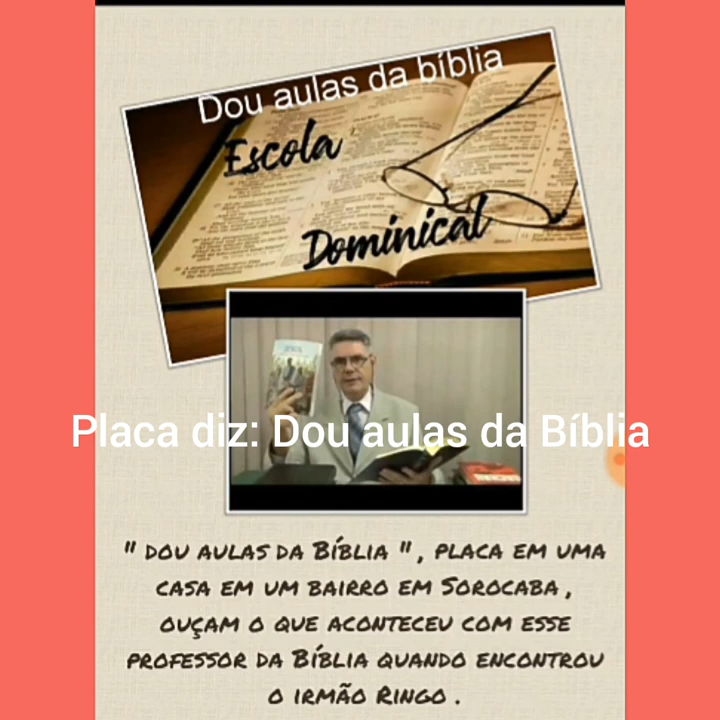 Dou aulas da bíblia
Escola
Dominical
Placa diz: Dou aulas da Bíblia
" DOU AULAS DA BÍBLIA " , PLACA EM UMA
CASA EM UM BAIRRO EM SOROCABA ,
OUÇAM O QUE ACONTECEU COM ESSE
PROFESSOR DA BÍBLIA QUANDO ENCONTROU
O IRMÃO RINGO .